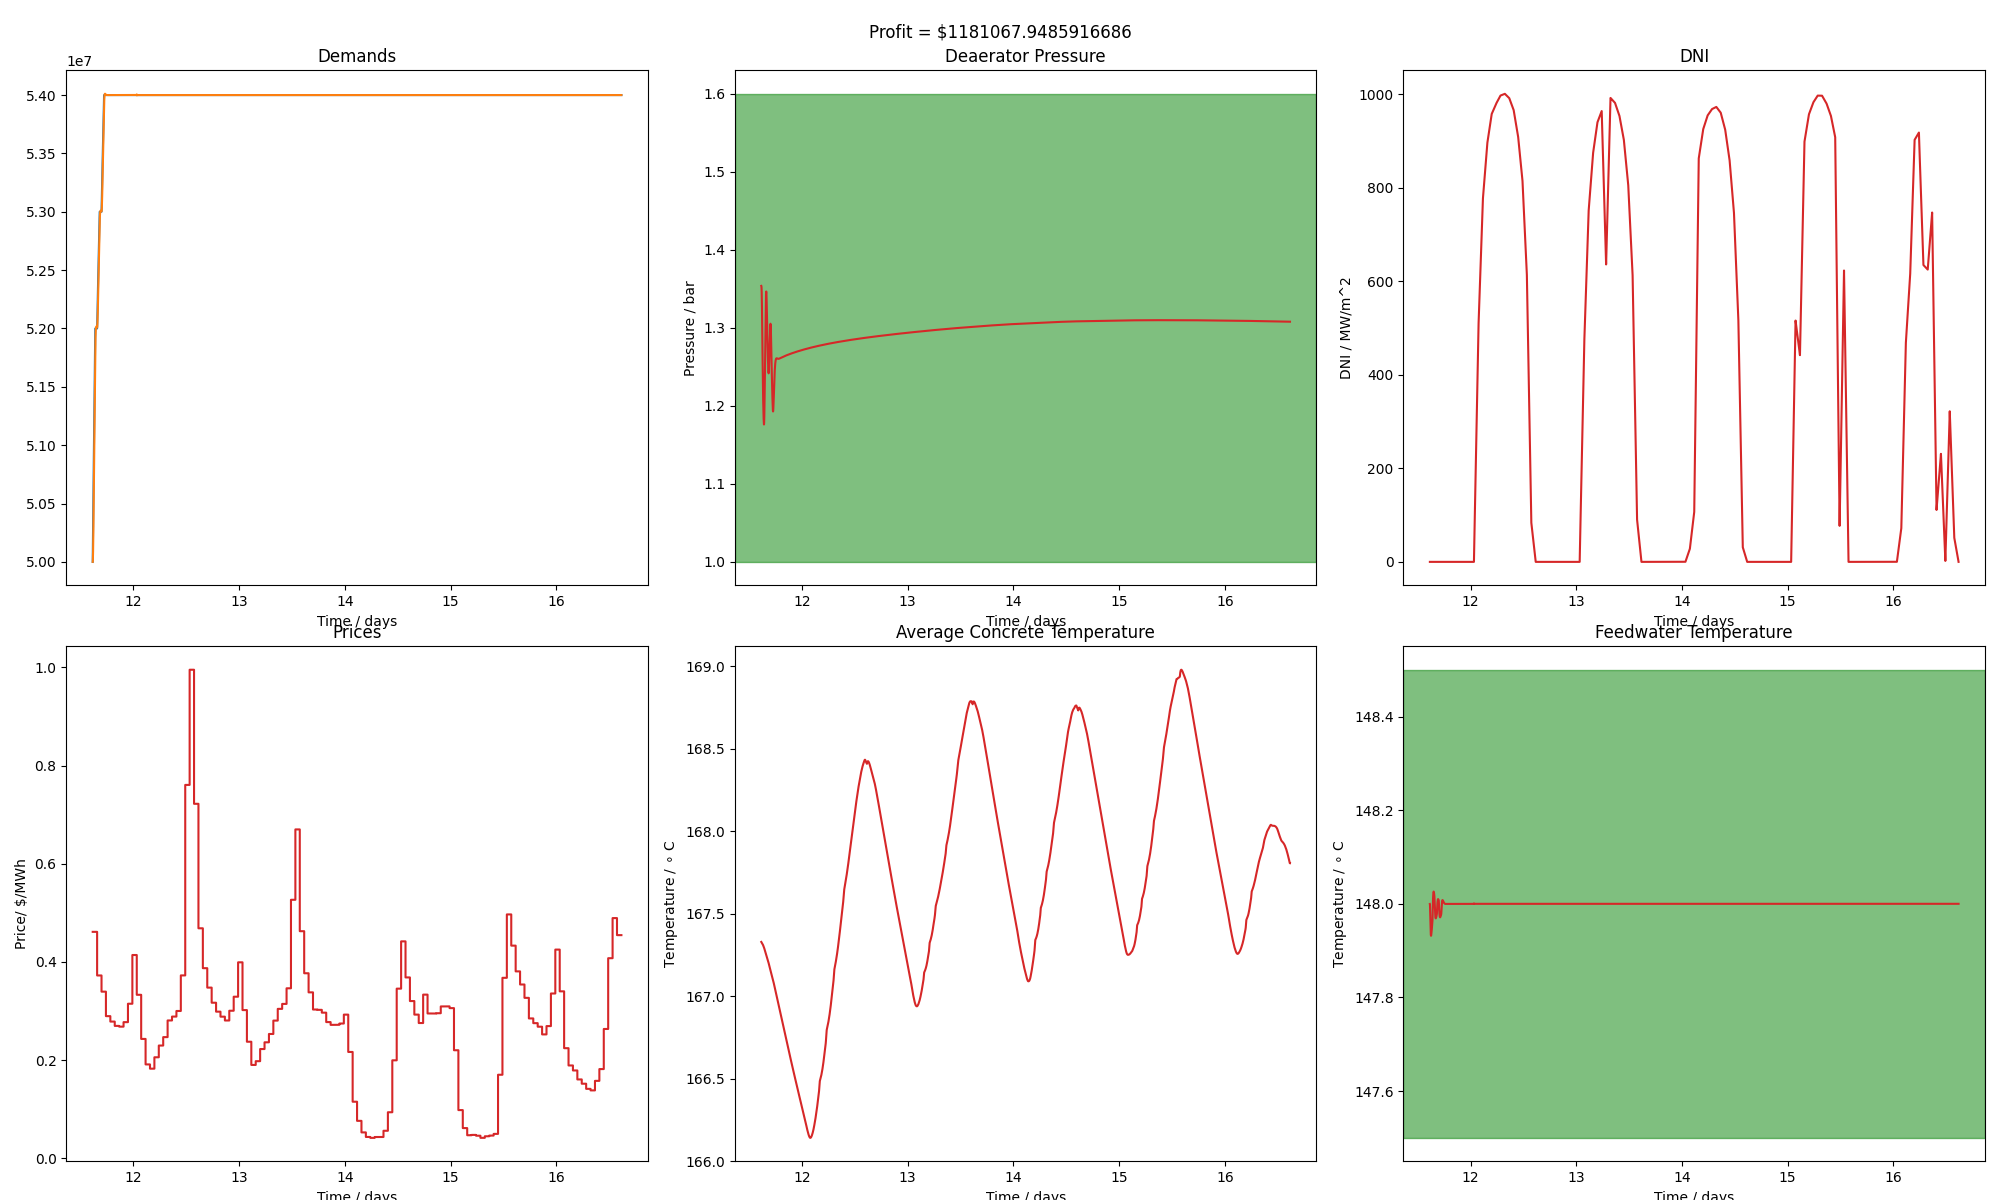 Profit = $1181067.9485916686
Demands
1e7
5.40
5.35
5.30
5.25
5.20
5.15
5.10
5.05
5.00
12 13 14 15 16
Time / days
Deaerator Pressure
Pressure / bar
1.6
1.5
1.4
1.3
1.2
1.1
1.0
12 13 14 15 16
Time / days
DNI
DNI / MW/m^2
1000
800
600
400
200
0
12 13 14 15 16
Time / days
Prices
Price/ $/MWh
1.0
0.8
0.6
0.4
0.2
0.0
12 13 14 15 16
Time / days
Average Concrete Temperature
Temperature / ∘ C
169.0
168.5
168.0
167.5
167.0
166.5
166.0
12 13 14 15 16
Time / days
Feedwater Temperature
Temperature / ∘ C
148.4
148.2
148.0
147.8
147.6
12 13 14 15 16
Time / days